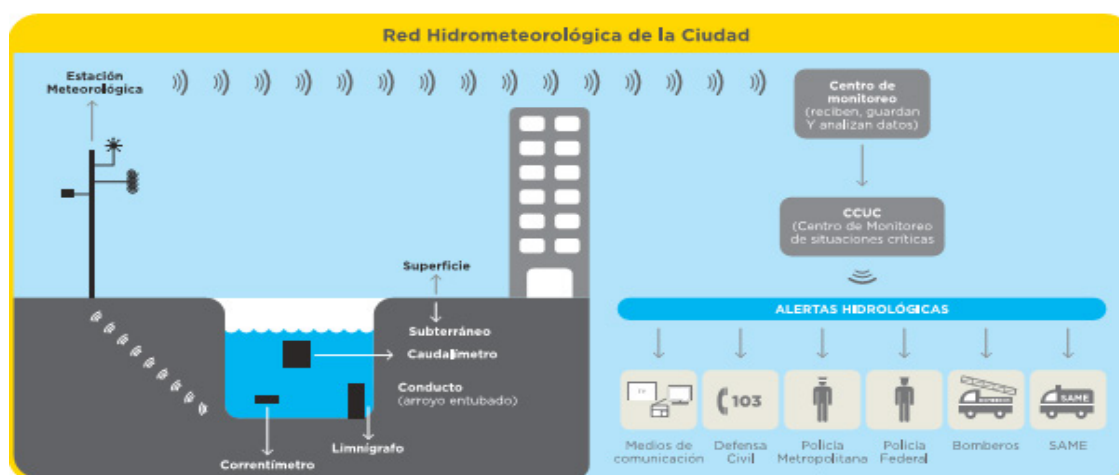 Red Hidrometeorológica de la Ciudad
Estación
Meteorológica
Centro de
monitoreo
(reciben, guardan
Y analizan datos)
CCUC
(Centro de Monitoreo
de situaciones críticas
Superficie
Subterráneo
Caudalímetro
Conducto
(arroyo entubado)
Limnígrafo
Correntímetro
ALERTAS HIDROLÓGICAS
103
BOMBEROS
SAME
Medios de
comunicación
Defensa
Civil
Policía
Metropolitana
Policía
Federal
Bomberos
SAME